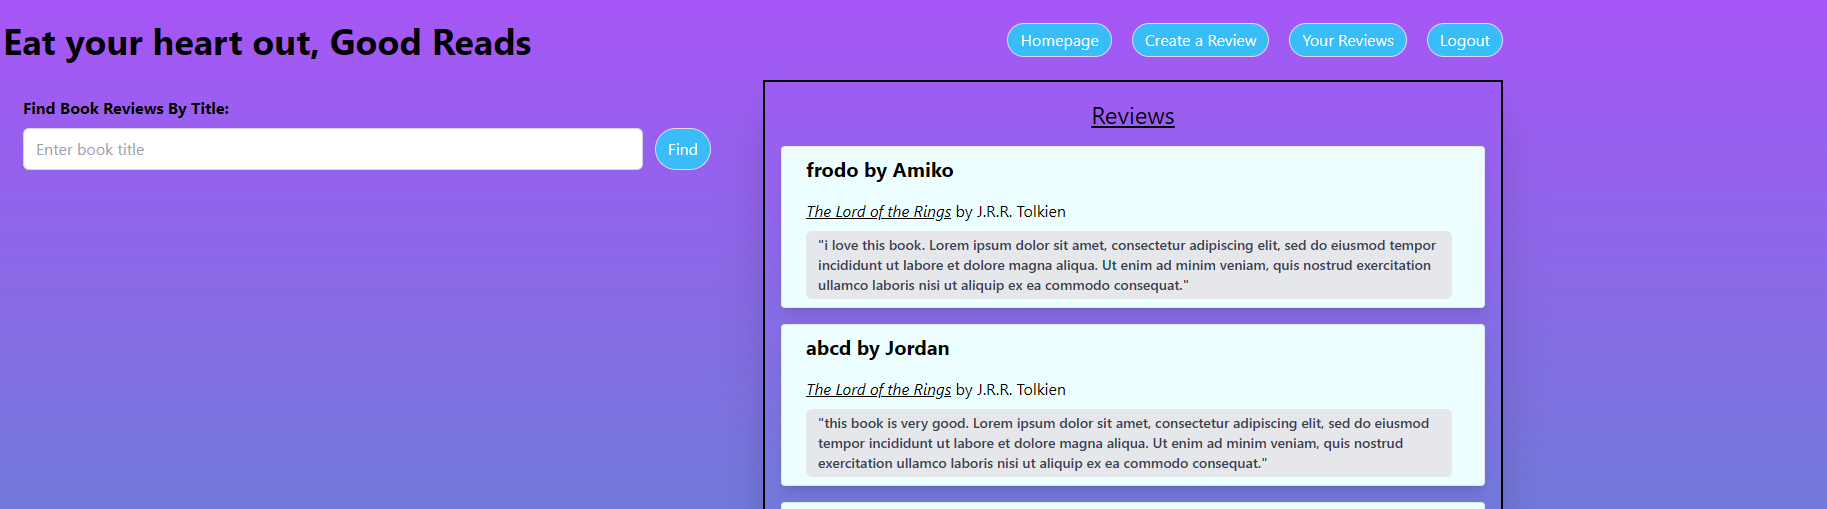 Eat your heart out, Good Reads
Homepage
Create a Review
Your Reviews
Logout
Find Book Reviews By Title:
Enter book title
Find
Reviews
frodo by Amiko
The Lord of the Rings by J.R.R. Tolkien
"i love this book. Lorem ipsum dolor sit amet, consectetur adipiscing elit, sed do eiusmod tempor
incididunt ut labore et dolore magna aliqua. Ut enim ad minim veniam, quis nostrud exercitation
ullamco laboris nisi ut aliquip ex ea commodo consequat."
abcd by Jordan
The Lord of the Rings by J.R.R. Tolkien
"this book is very good. Lorem ipsum dolor sit amet, consectetur adipiscing elit, sed do eiusmod
tempor incididunt ut labore et dolore magna aliqua. Ut enim ad minim veniam, quis nostrud
exercitation ullamco laboris nisi ut aliquip ex ea commodo consequat."